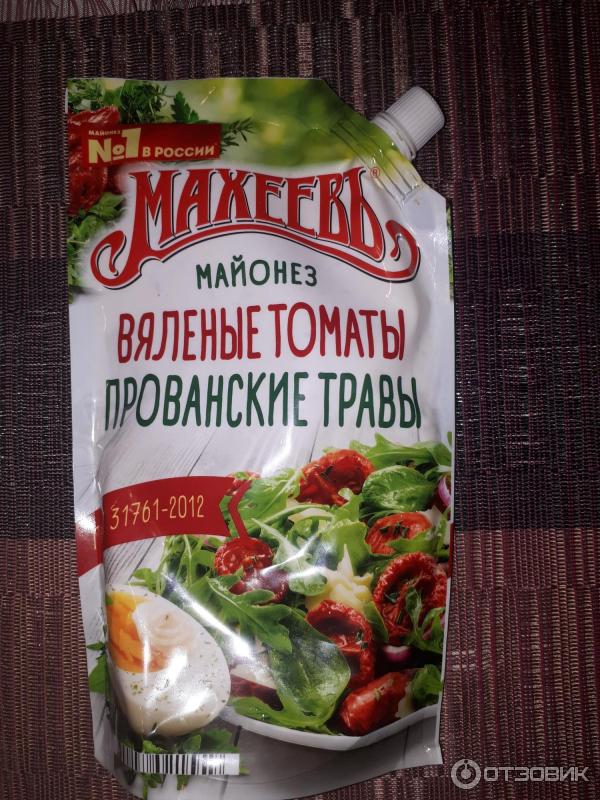 МАЙОНЕЗ
№1 В РОССИИ
МАХЕЕВЪ®
МАЙОНЕЗ
ВЯЛЕНЫЕ ТОМАТЫ
ПРОВАНСКИЕ ТРАВЫ
31761-2012
ОТЗОВИК